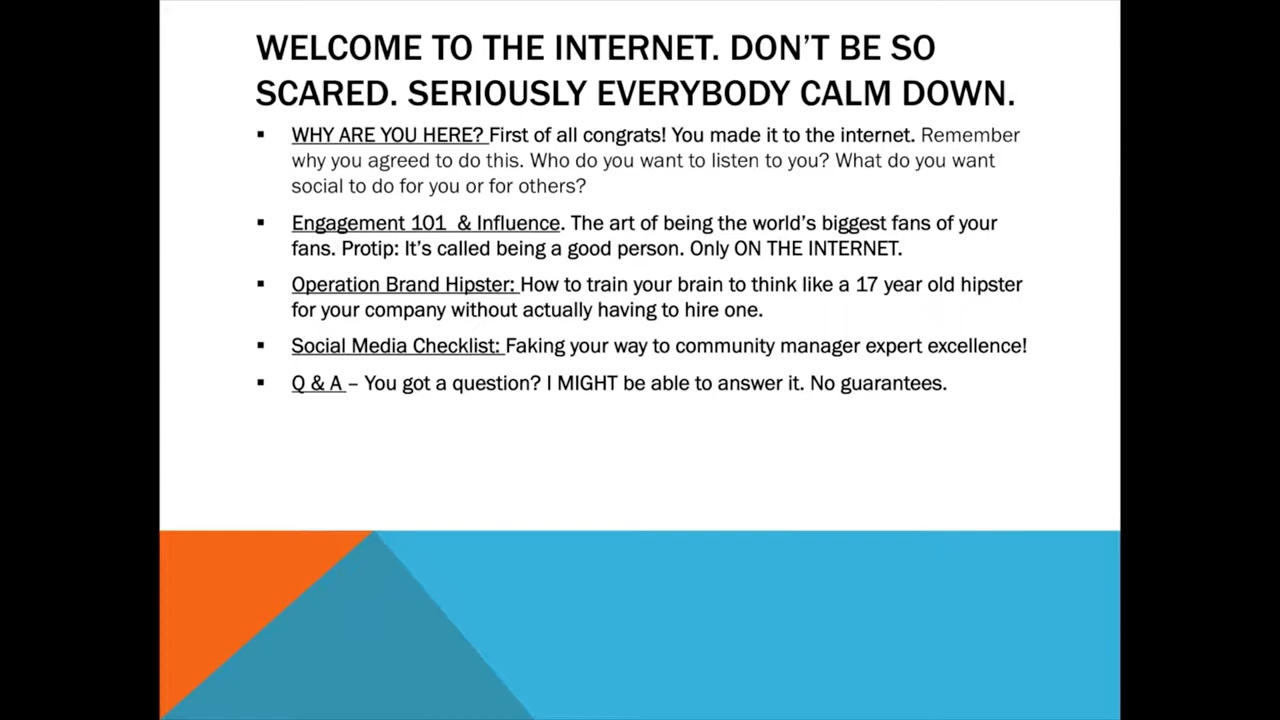 WELCOME TO THE INTERNET. DON'T BE SO
SCARED. SERIOUSLY EVERYBODY CALM DOWN.
▪ WHY ARE YOU HERE? First of all congrats! You made it to the internet. Remember
why you agreed to do this. Who do you want to listen to you? What do you want
social to do for you or for others?
▪ Engagement 101  & Influence. The art of being the world's biggest fans of your
fans. Protip: It's called being a good person. Only ON THE INTERNET.
▪ Operation Brand Hipster: How to train your brain to think like a 17 year old hipster
for your company without actually having to hire one.
▪ Social Media Checklist: Faking your way to community manager expert excellence!
▪ Q & A – You got a question? I MIGHT be able to answer it. No guarantees.